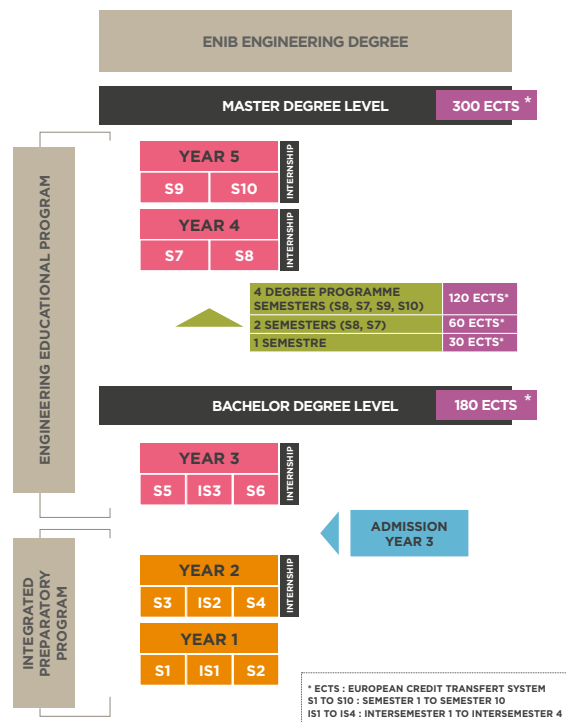 ENIB ENGINEERING DEGREE
MASTER DEGREE LEVEL 300 ECTS *
ENGINEERING EDUCATIONAL PROGRAM
YEAR 5
S9 S10
INTERNSHIP
YEAR 4
S7 S8
INTERNSHIP
4 DEGREE PROGRAMME
SEMESTERS (S8, S7, S9, S10) 120 ECTS*
2 SEMESTERS (S8, S7) 60 ECTS*
1 SEMESTRE 30 ECTS*
BACHELOR DEGREE LEVEL 180 ECTS *
YEAR 3
S5 IS3 S6
INTERNSHIP
ADMISSION
YEAR 3
INTEGRATED
PREPARATORY
PROGRAM
YEAR 2
S3 IS2 S4
INTERNSHIP
YEAR 1
S1 IS1 S2
* ECTS : EUROPEAN CREDIT TRANSFERT SYSTEM
S1 TO S10 : SEMESTER 1 TO SEMESTER 10
IS1 TO IS4 : INTERSEMESTER 1 TO INTERSEMESTER 4